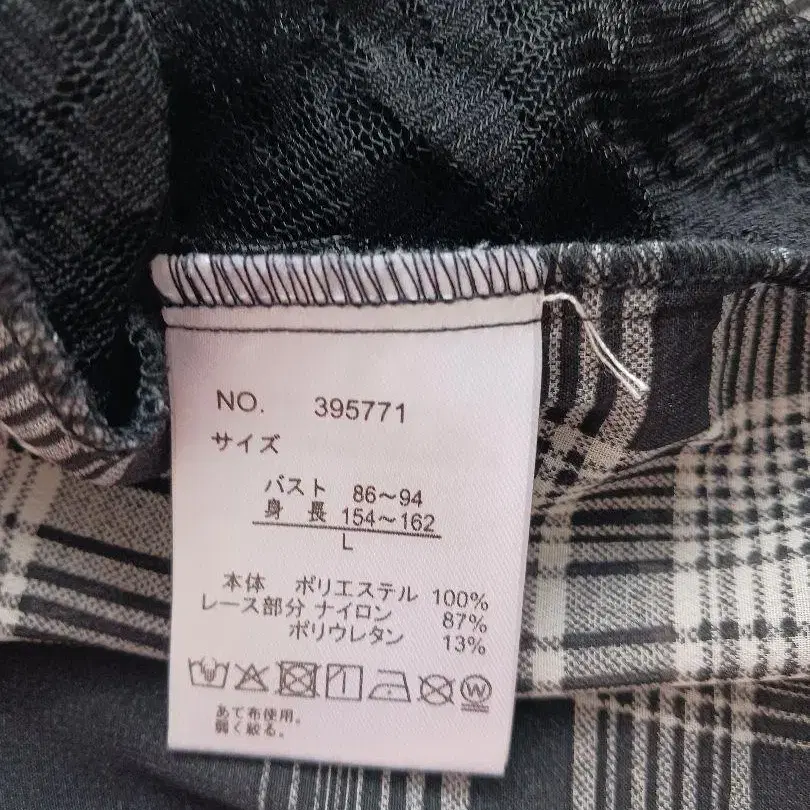 NO. 395771
サイズ
バスト 86～94
身長 154～162
L
本体 ポリエステル 100%
レース部分 ナイロン 87%
ポリウレタン 13%
W
あて布使用。
弱く絞る。